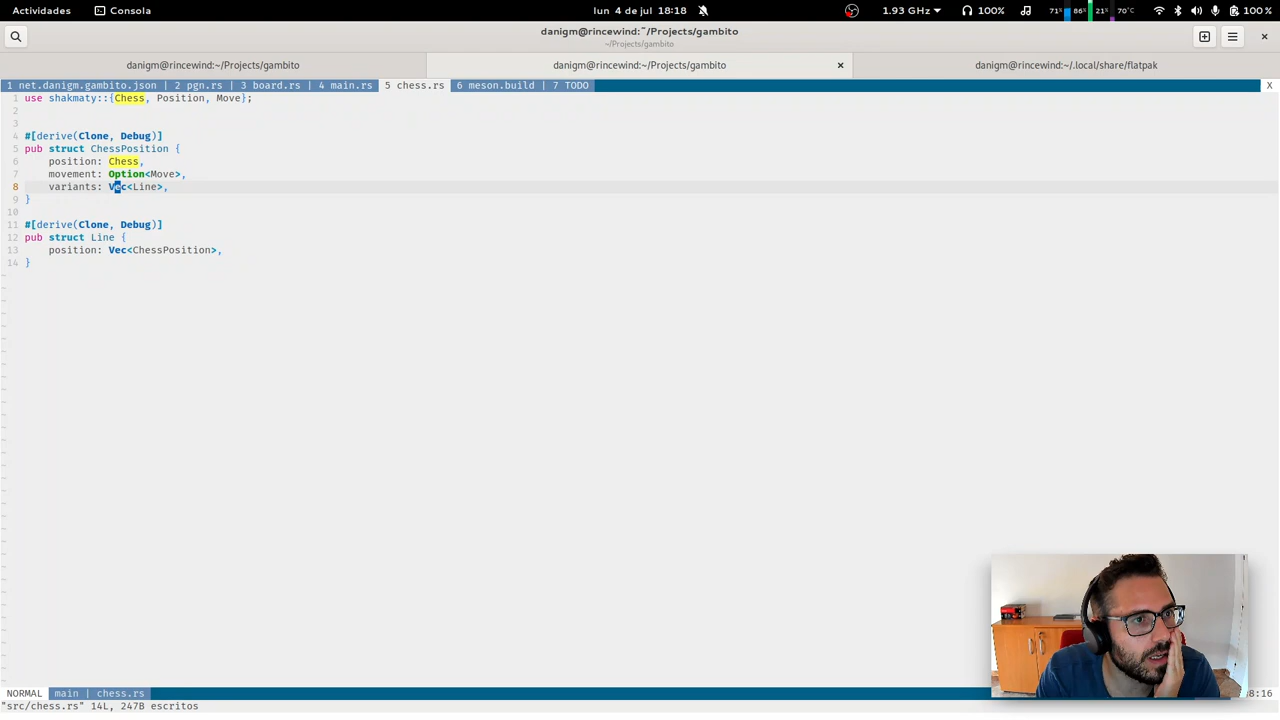 Actividades Consola lun 4 de jul 18:18 1.93 GHz 100% 71% 86% 21% 70°C 100 %
danigm@rincewind:~/Projects/gambito
~/Projects/gambito
danigm@rincewind:~/Projects/gambito danigm@rincewind:~/Projects/gambito × danigm@rincewind:~/.local/share/flatpak
1 net.danigm.gambito.json | 2 pgn.rs | 3 board.rs | 4 main.rs 5 chess.rs 6 meson.build | 7 TODO X
1 use shakmaty::{Chess, Position, Move};
2
3
4 #[derive(Clone, Debug)]
5 pub struct ChessPosition {
6 position: Chess,
7 movement: Option<Move>,
8 variants: Vec<Line>,
9 }
10
11 #[derive(Clone, Debug)]
12 pub struct Line {
13 position: Vec<ChessPosition>,
14 }
NORMAL main | chess.rs 8:16
"src/chess.rs" 14L, 247B escritos